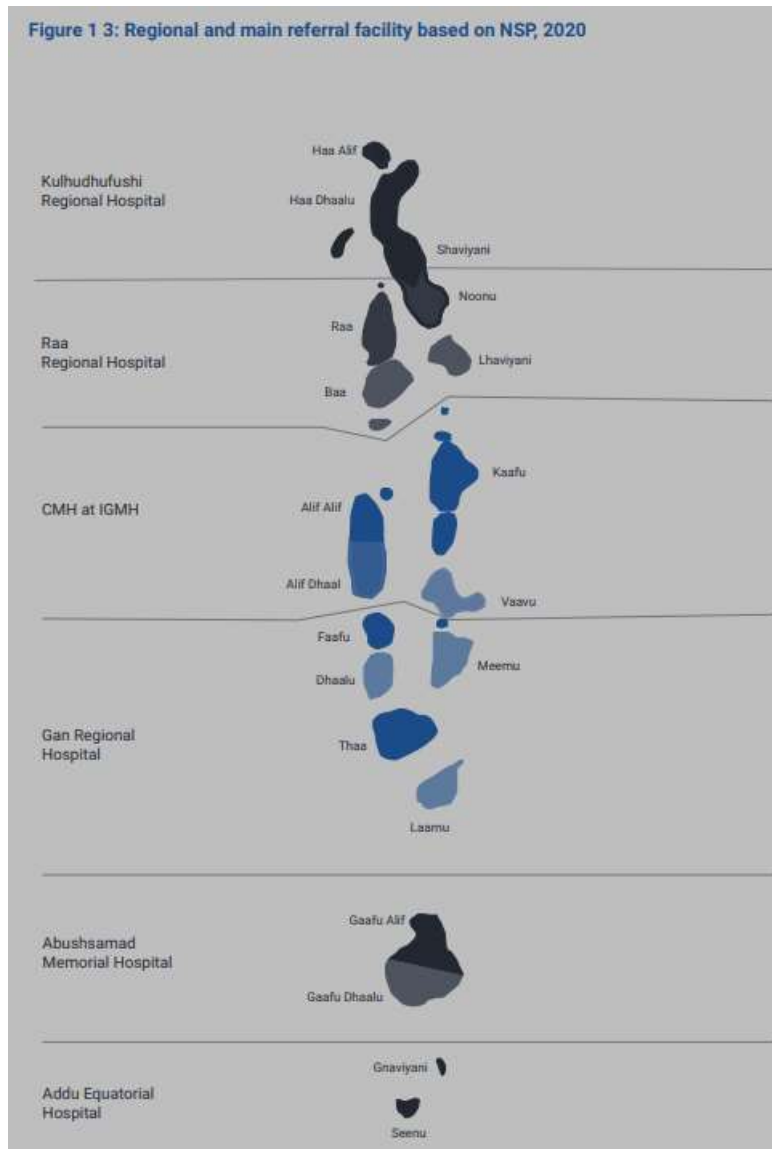 Figure 1 3: Regional and main referral facility based on NSP, 2020
Haa Alif
Kulhudhufushi
Regional Hospital
Haa Dhaalu
Shaviyani
Noonu
Raa
Raa
Regional Hospital
Lhaviyani
Baa
Kaafu
CMH at IGMH
Alif Alif
Alif Dhaal
Vaavu
Faafu
Meemu
Dhaalu
Gan Regional
Hospital
Thaa
Laamu
Gaafu Alif
Abushsamad
Memorial Hospital
Gaafu Dhaalu
Gnaviyani
Addu Equatorial
Hospital
Seenu